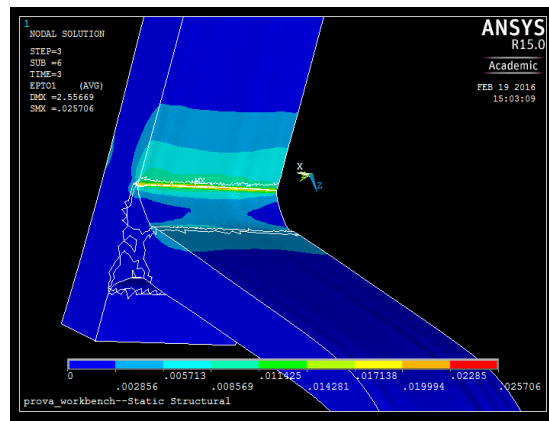 1
NODAL SOLUTION
STEP=3
SUB =6
TIME=3
EPTO1 (AVG)
DMX =2.55669
SMX =.025706
ANSYS
R15.0
Academic
FEB 19 2016
15:03:09
MX
X
Z
0 .005713 .011425 .017138 .02285
.002856 .008569 .014281 .019994 .025706
prova_workbench--Static Structural